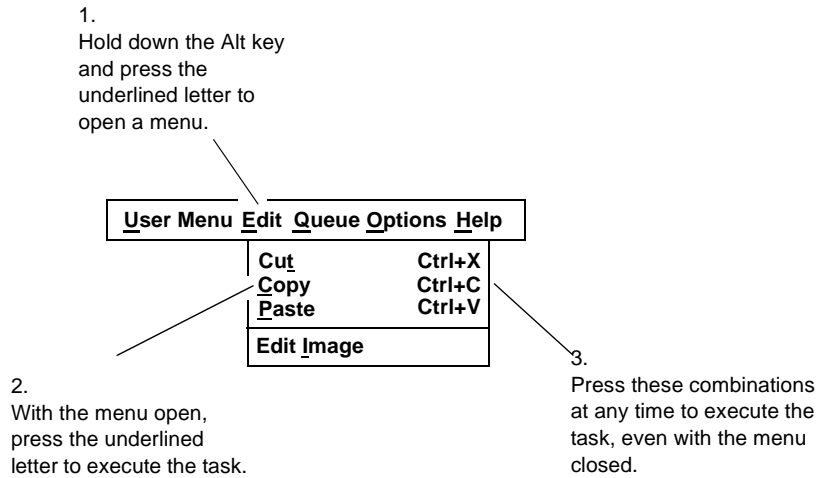 1.
Hold down the Alt key
and press the
underlined letter to
open a menu.
User Menu Edit Queue Options Help
Cut Ctrl+X
Copy Ctrl+C
Paste Ctrl+V
Edit Image
2.
With the menu open,
press the underlined
letter to execute the task.
3.
Press these combinations
at any time to execute the
task, even with the menu
closed.